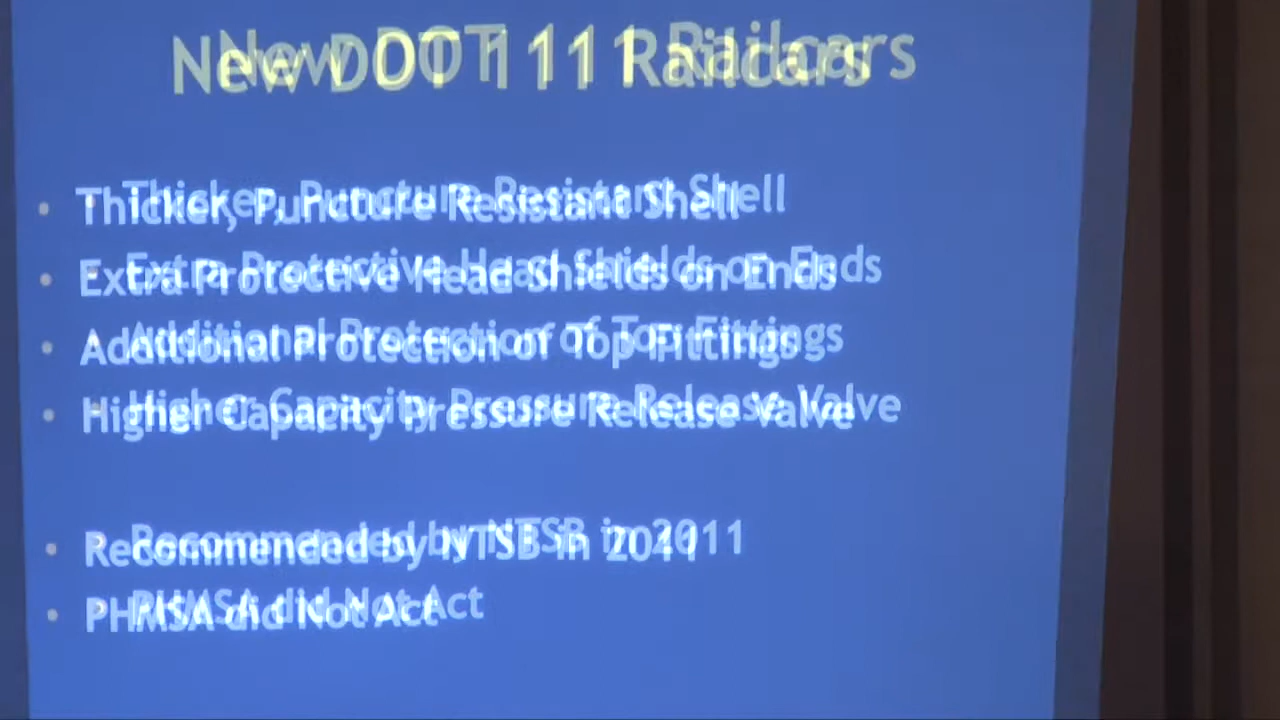 New DOT 111 Railcars
• Thicker, Puncture Resistant Shell
• Extra Protective Head Shields on Ends
• Additional Protection of Top Fittings
• Higher Capacity Pressure Release Valve
• Recommended by NTSB in 2011
• PHMSA did Not Act